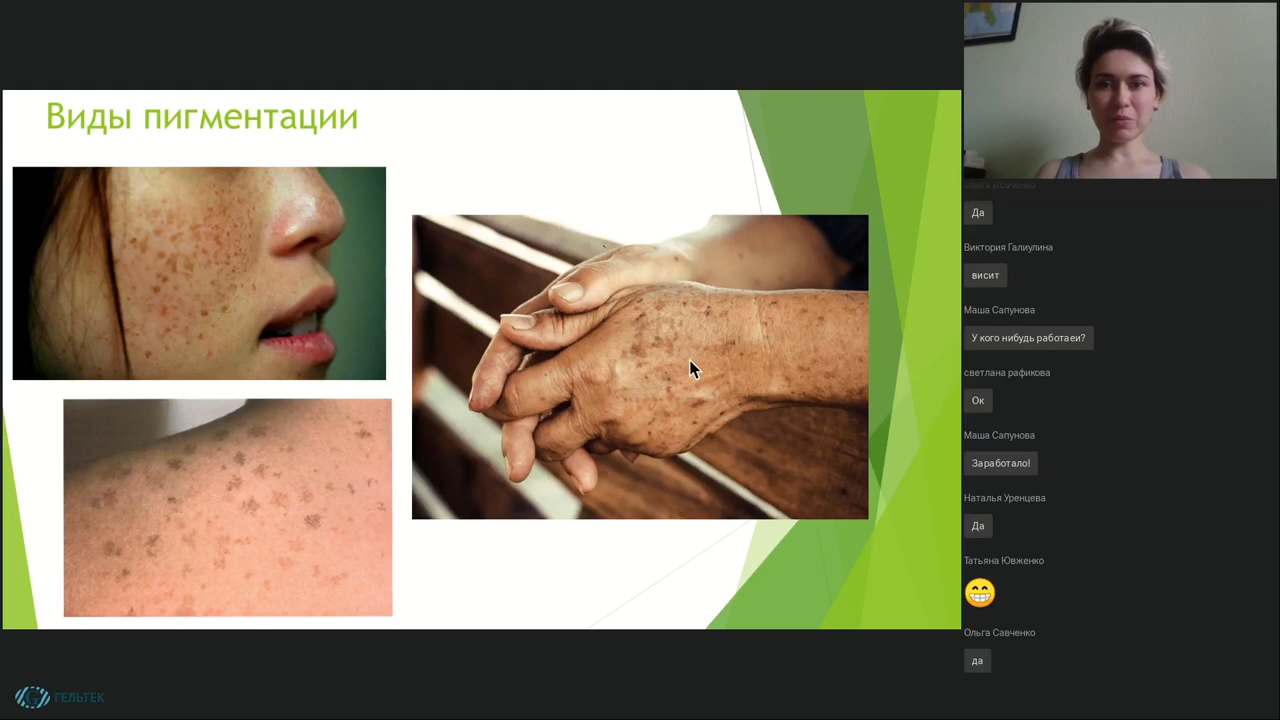 Виды пигментации
Да
Виктория Галиулина
висит
Маша Сапунова
У кого нибудь работаеи?
светлана рафикова
Ок
Маша Сапунова
Заработало!
Наталья Уренцева
Да
Татьяна Ювженко
Ольга Савченко
да
ГЕЛЬТЕК